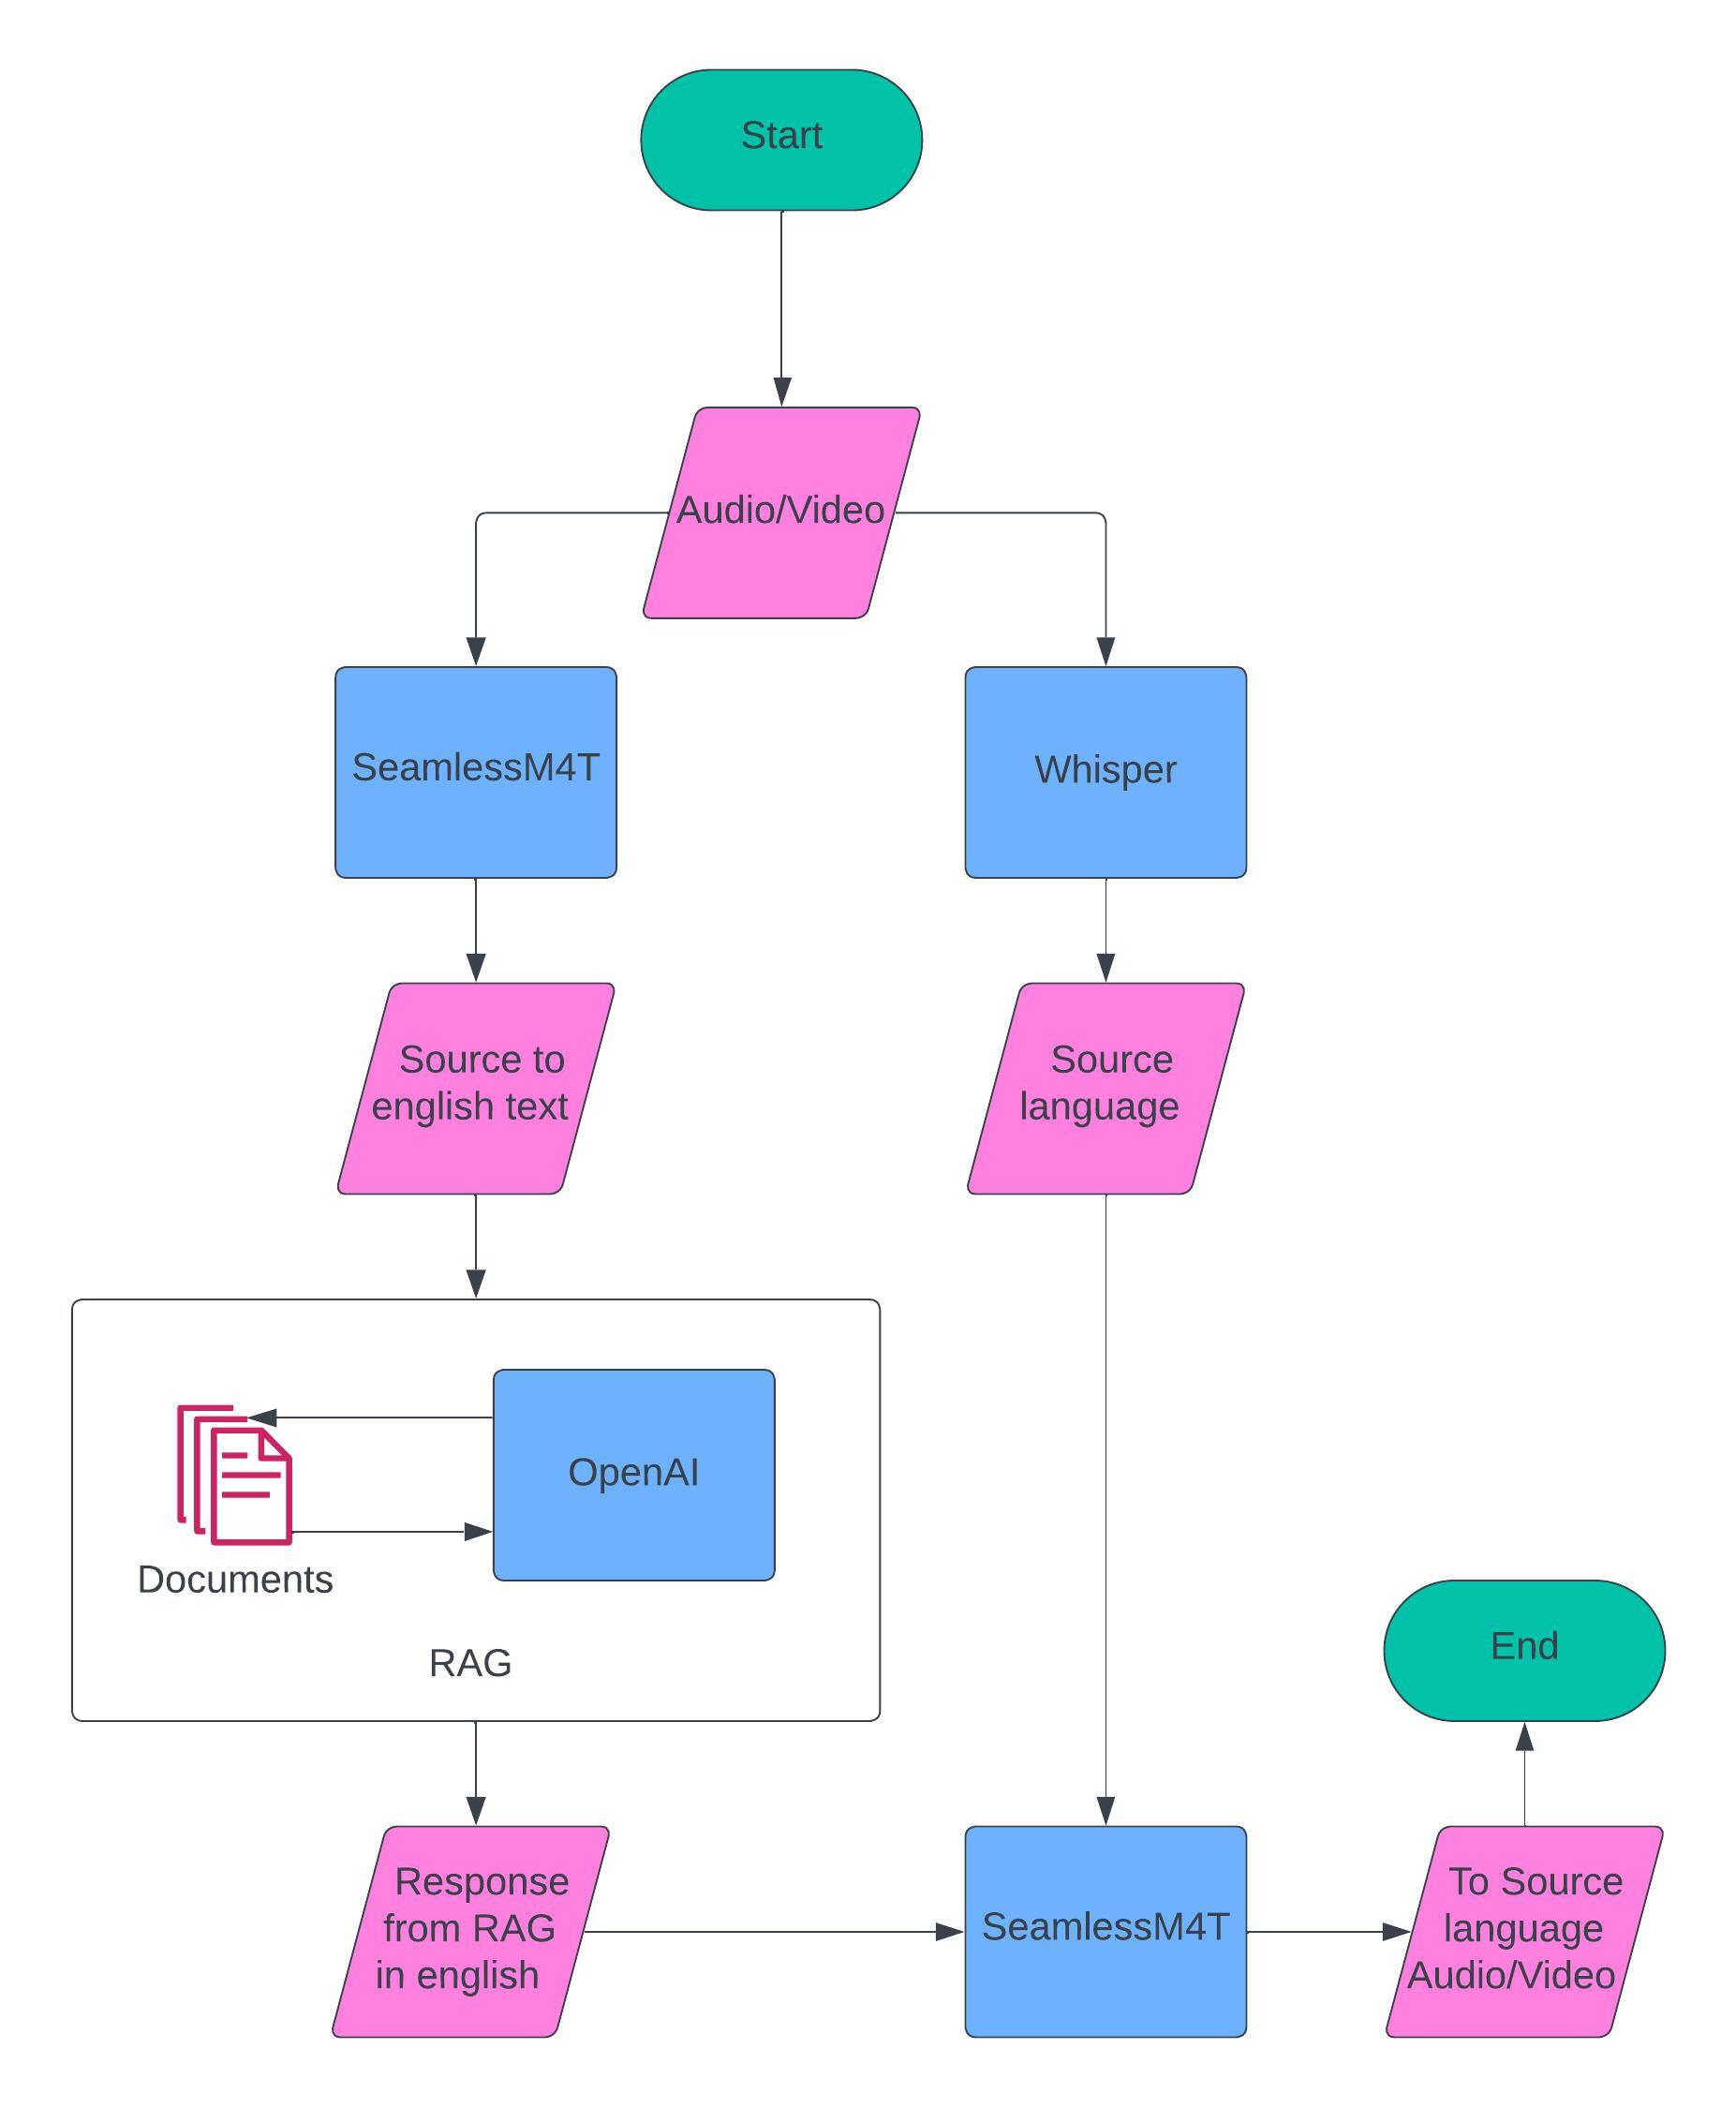 Start
Audio/Video
SeamlessM4T
Whisper
Source to
english text
Source
language
OpenAI
Documents
RAG
End
Response
from RAG
in english
SeamlessM4T
To Source
language
Audio/Video